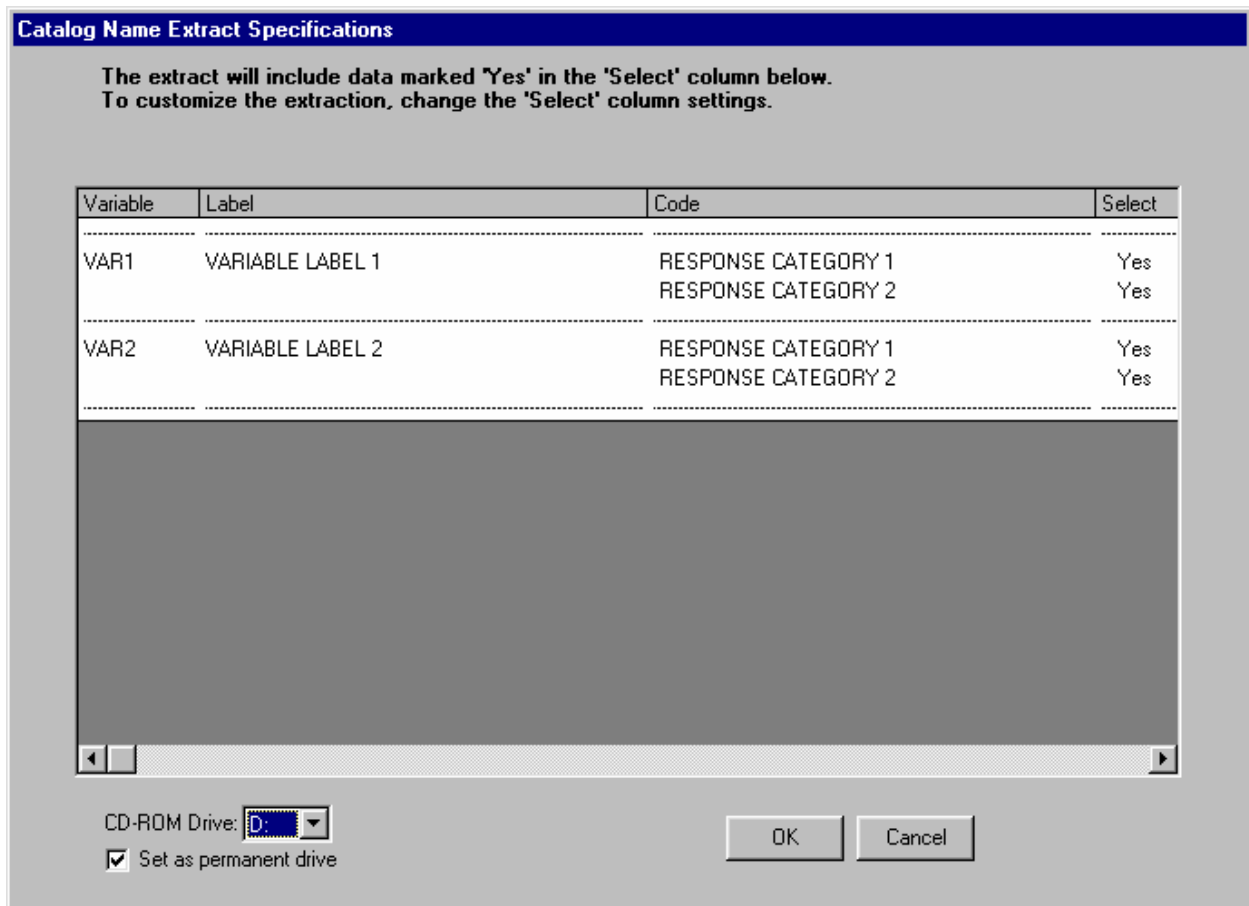 Catalog Name Extract Specifications
The extract will include data marked 'Yes' in the 'Select' column below.
To customize the extraction, change the 'Select' column settings.
Variable Label Code Select
VAR1 VARIABLE LABEL 1 RESPONSE CATEGORY 1 Yes
RESPONSE CATEGORY 2 Yes
VAR2 VARIABLE LABEL 2 RESPONSE CATEGORY 1 Yes
RESPONSE CATEGORY 2 Yes
CD-ROM Drive: D:
Set as permanent drive
OK Cancel